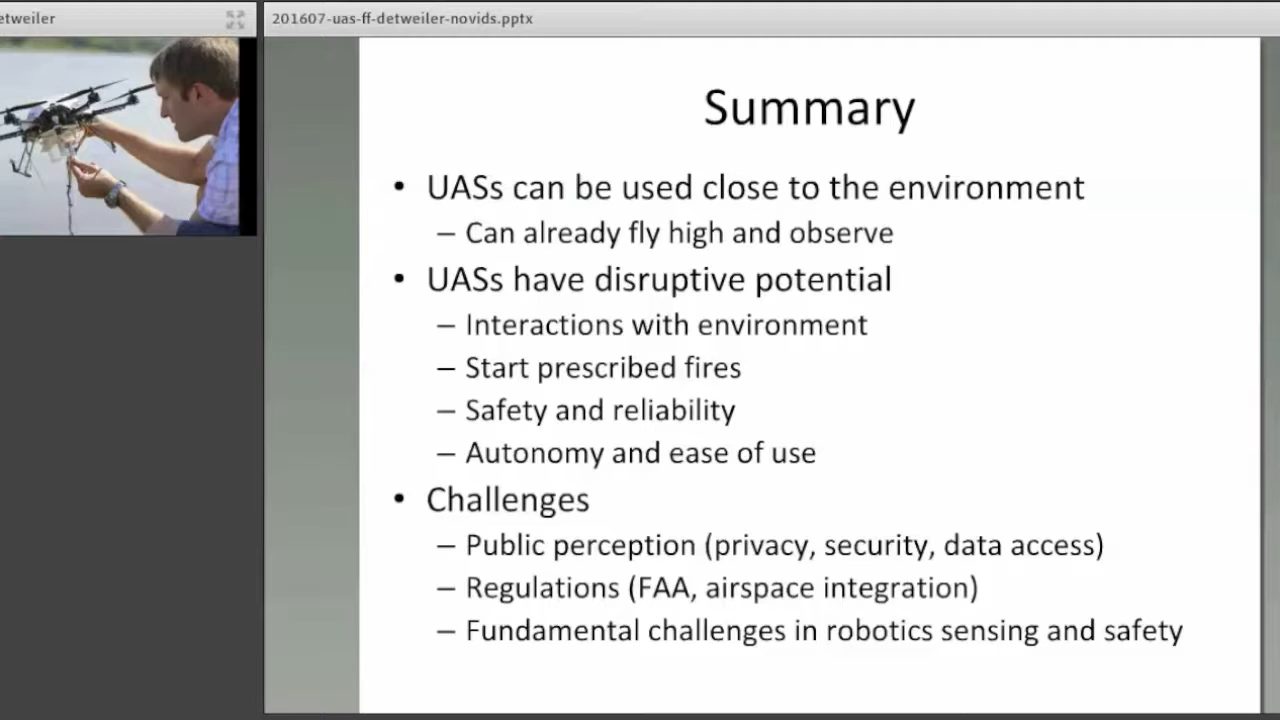 etweiler
201607-uas-ff-detweiler-novids.pptx
Summary
• UASs can be used close to the environment
– Can already fly high and observe
• UASs have disruptive potential
– Interactions with environment
– Start prescribed fires
– Safety and reliability
– Autonomy and ease of use
• Challenges
– Public perception (privacy, security, data access)
– Regulations (FAA, airspace integration)
– Fundamental challenges in robotics sensing and safety